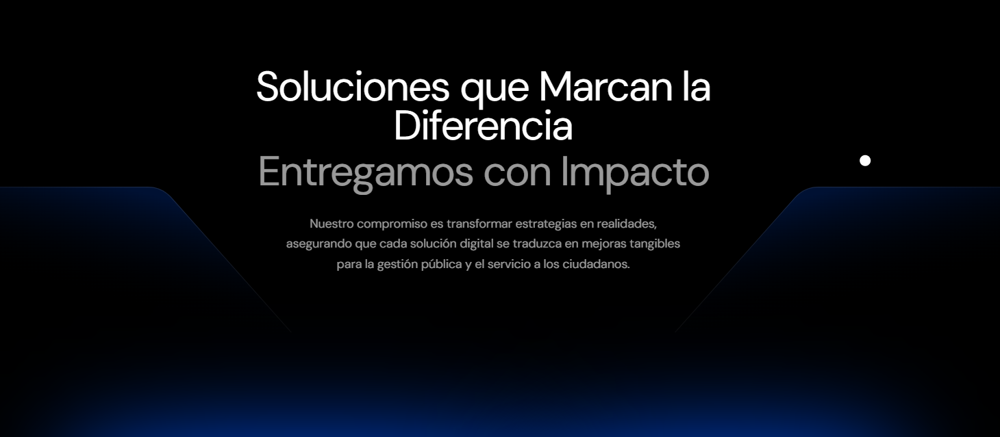 Soluciones que Marcan la
Diferencia
Entregamos con Impacto
Nuestro compromiso es transformar estrategias en realidades,
asegurando que cada solución digital se traduzca en mejoras tangibles
para la gestión pública y el servicio a los ciudadanos.